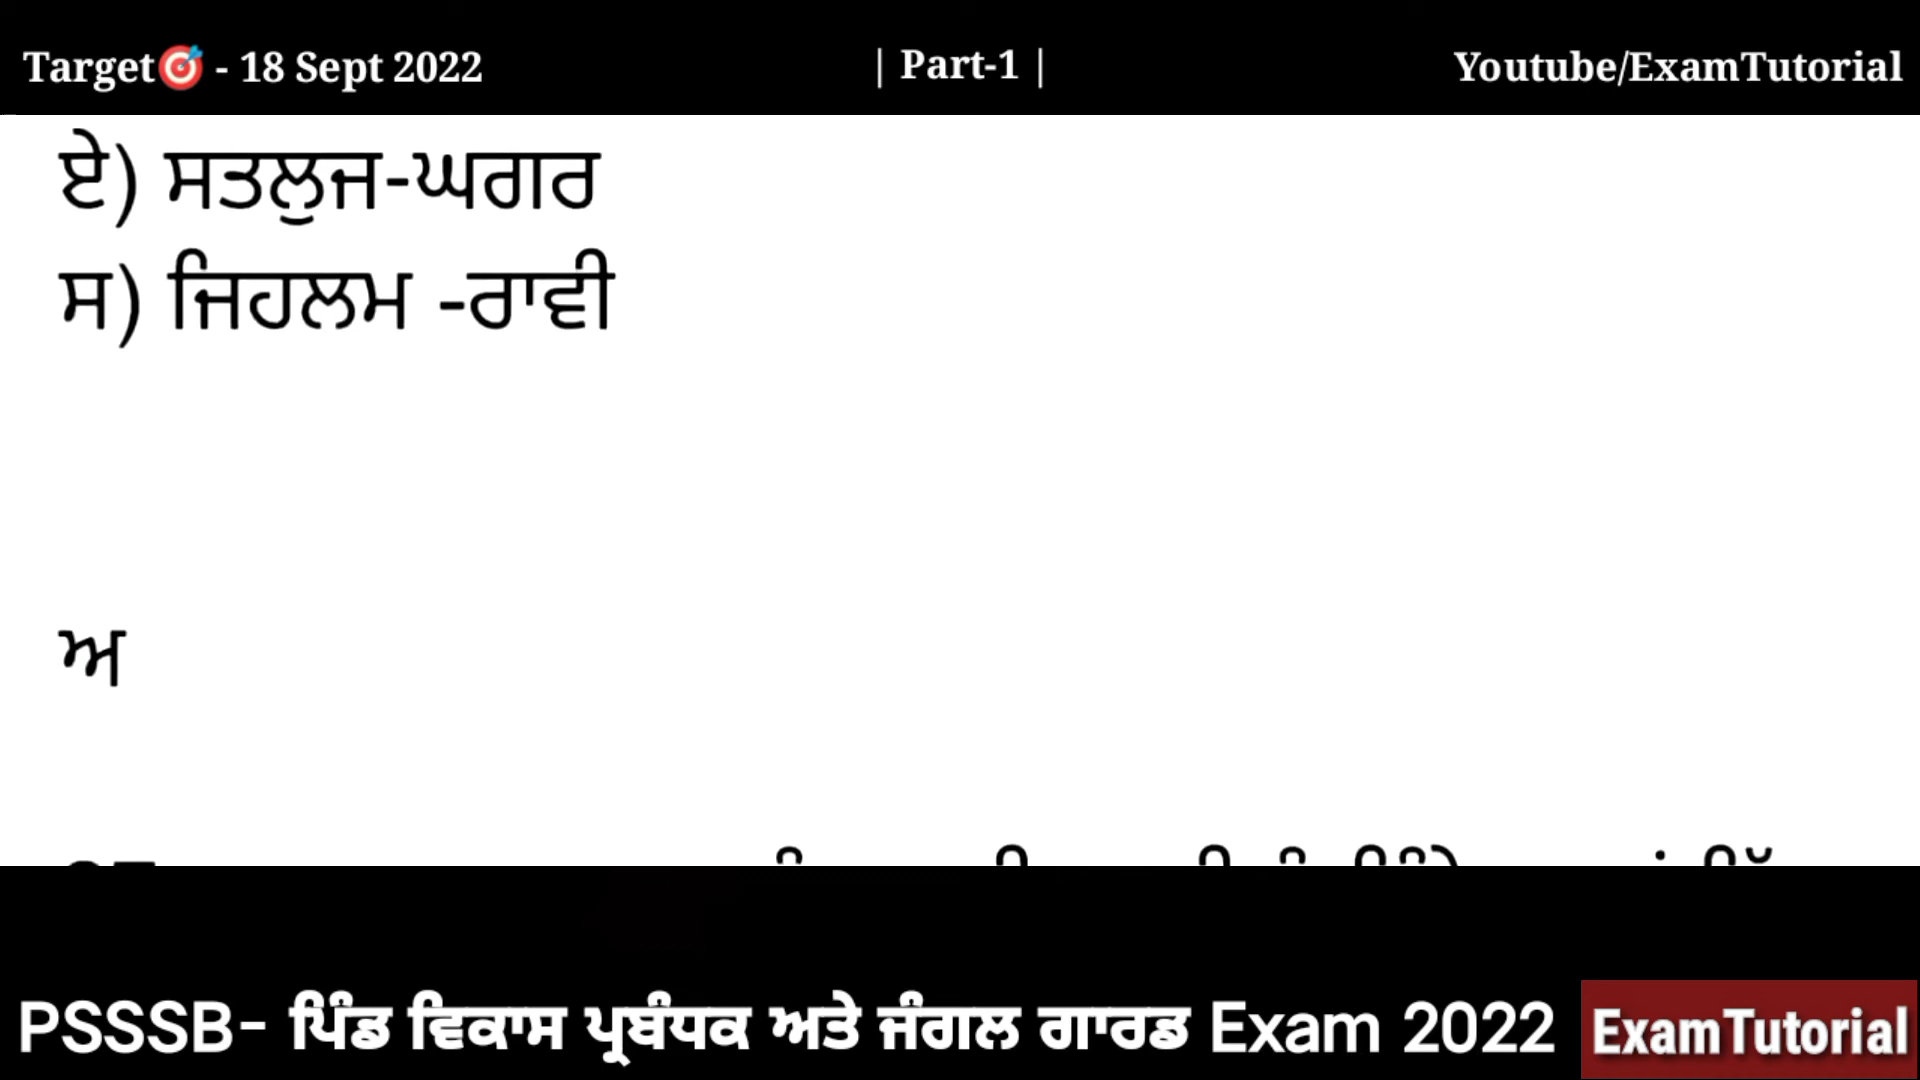 Target🎯 - 18 Sept 2022
| Part-1 |
Youtube/ExamTutorial
ੲ) ਸਤਲੁਜ-ਘਗਰ
ਸ) ਜਿਹਲਮ -ਰਾਵੀ
ਅ
PSSSB- ਪਿੰਡ ਵਿਕਾਸ ਪ੍ਰਬੰਧਕ ਅਤੇ ਜੰਗਲ ਗਾਰਡ Exam 2022
ExamTutorial